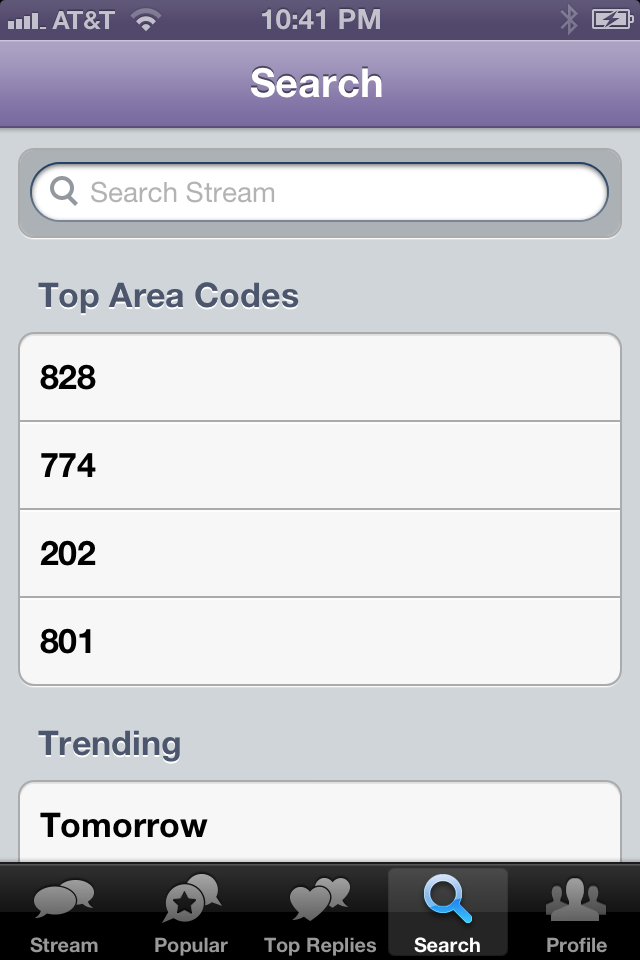 AT&T 10:41 PM
Search
Search Stream
Top Area Codes
828
774
202
801
Trending
Tomorrow
Stream Popular Top Replies Search Profile